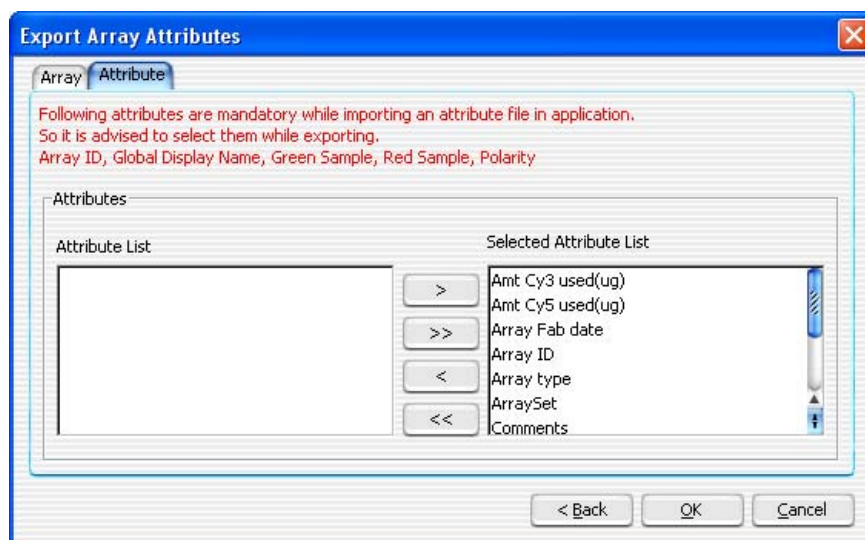 Export Array Attributes
Array
Attribute
Following attributes are mandatory while importing an attribute file in application.
So it is advised to select them while exporting.
Array ID, Global Display Name, Green Sample, Red Sample, Polarity
Attributes
Attribute List
Selected Attribute List
>
>>
<
<<
Amt Cy3 used(ug)
Amt Cy5 used(ug)
Array Fab date
Array ID
Array type
ArraySet
Comments
< Back
OK
Cancel